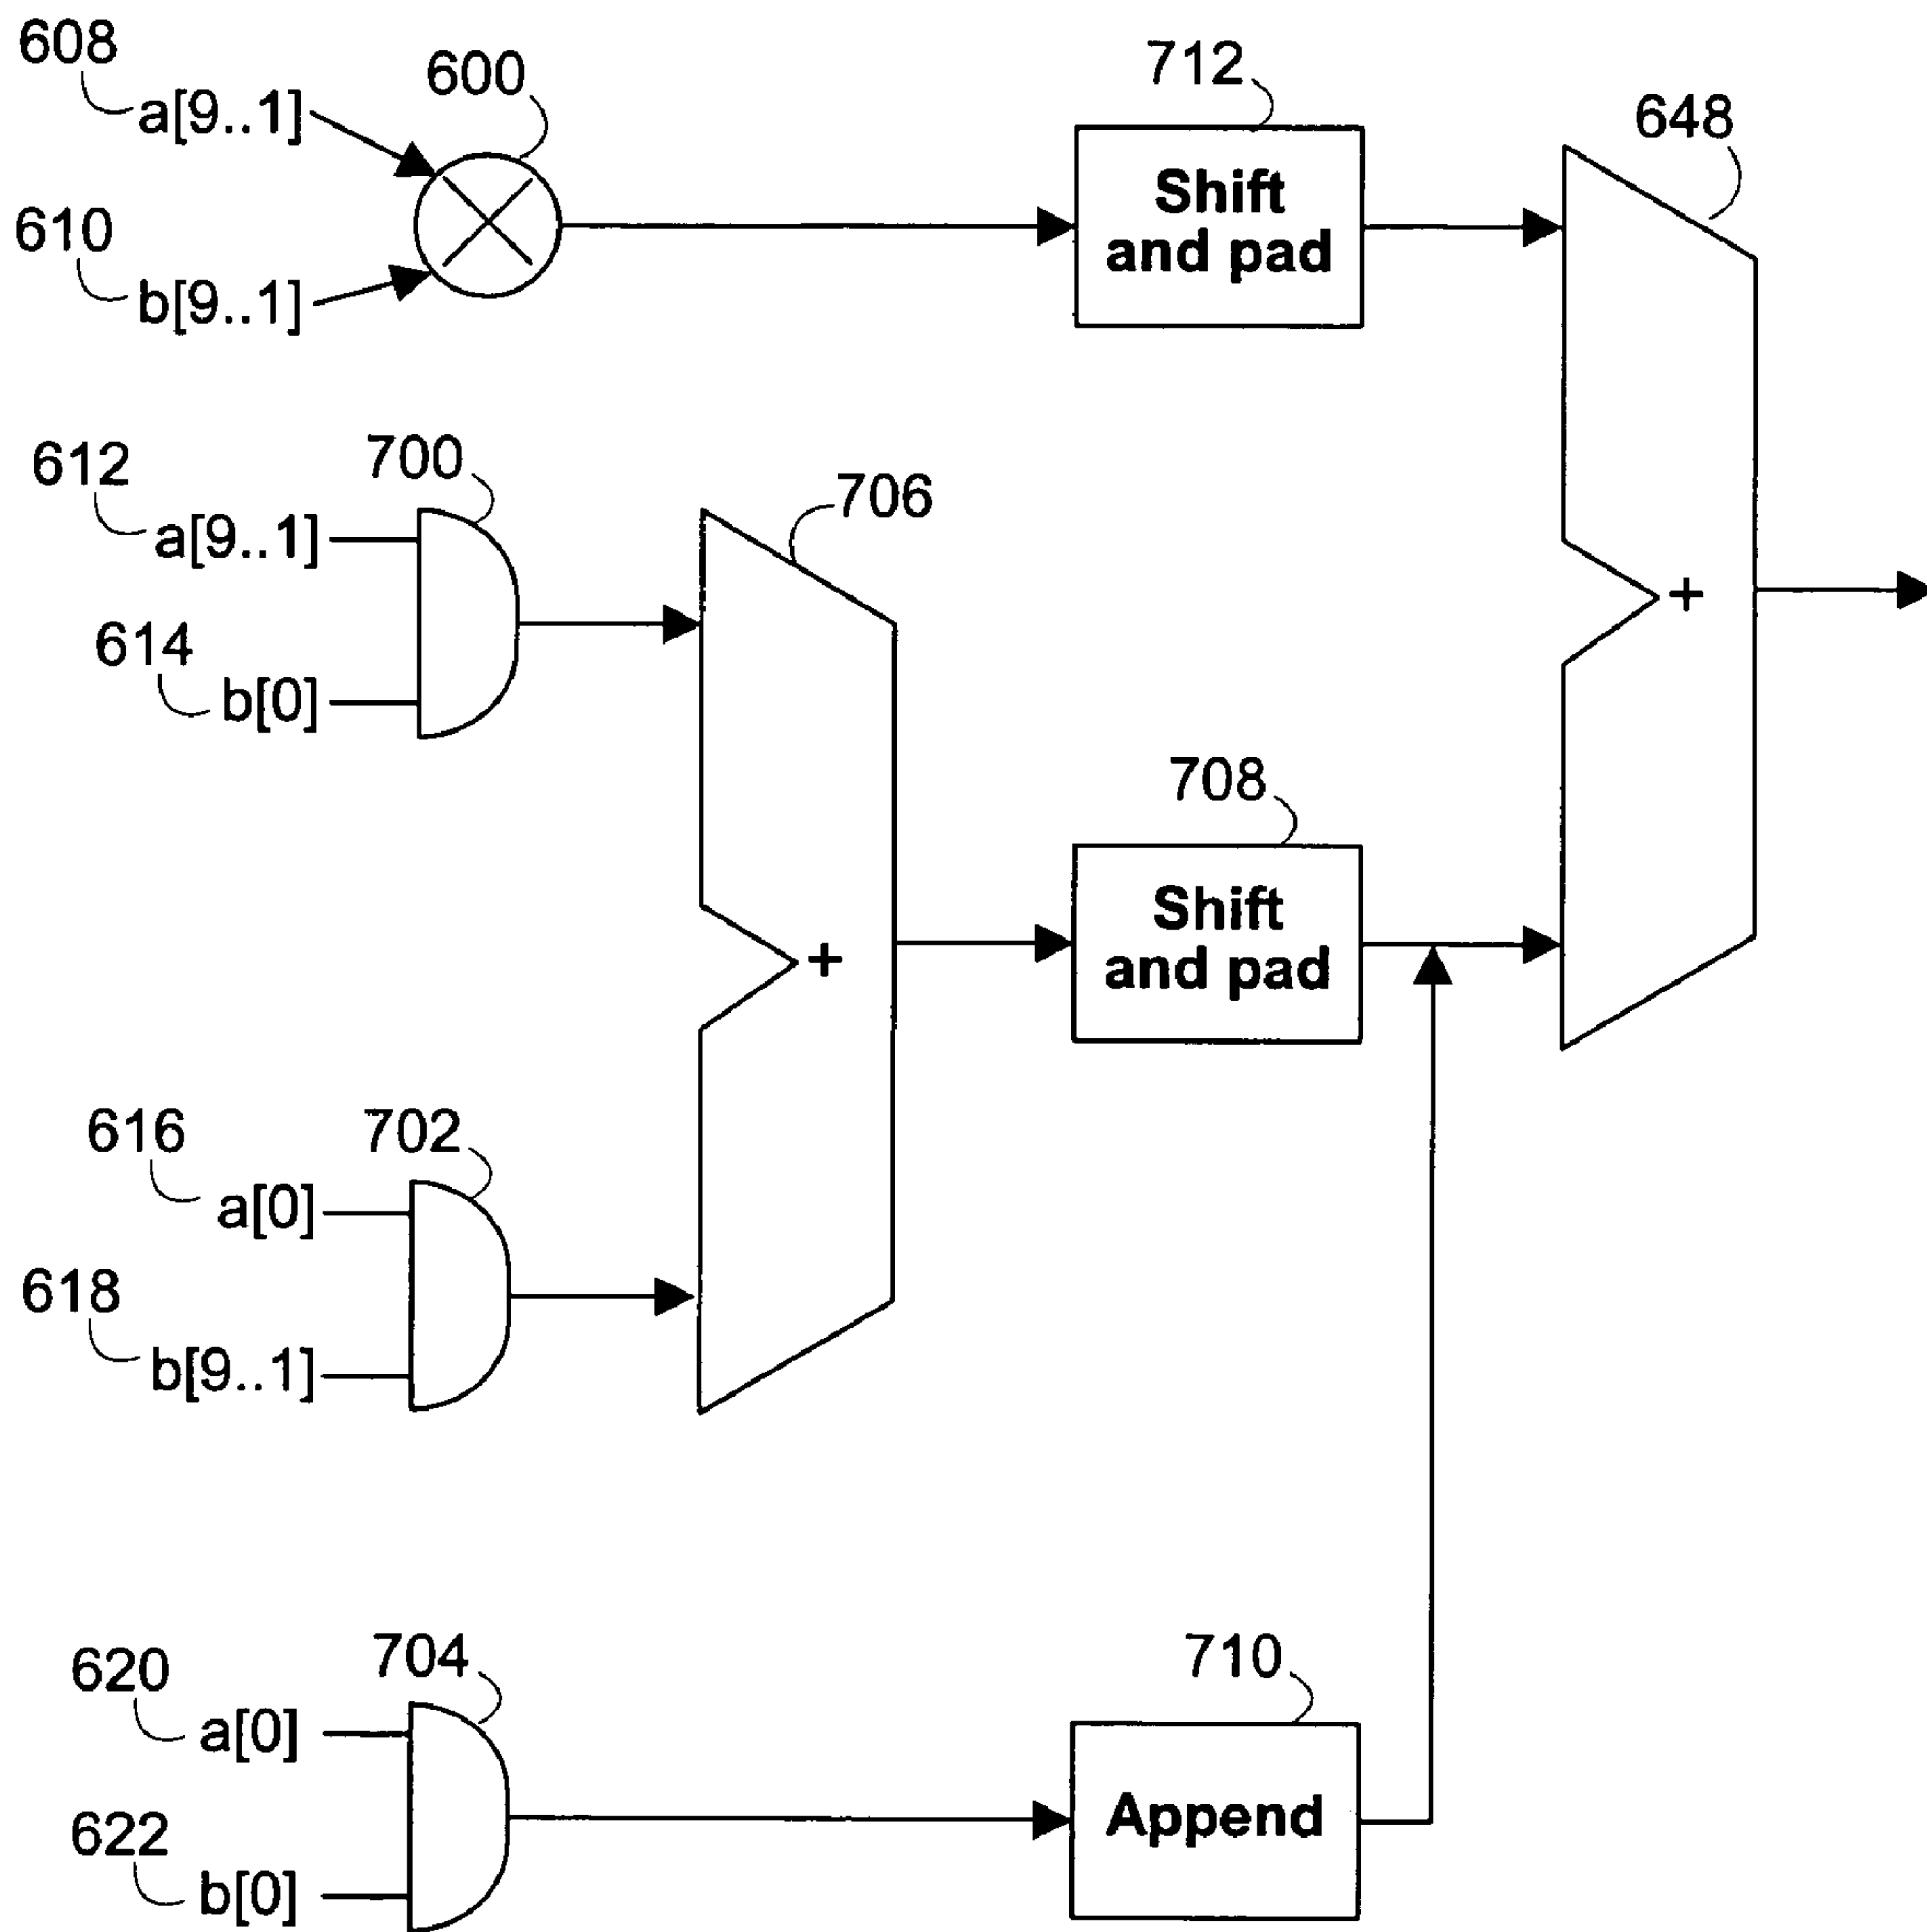 608
600
712
648
a[9..1]
Shift
and pad
610
b[9..1]
612
700
706
a[9..1]
+
614
b[0]
708
Shift
and pad
+
616
702
a[0]
618
b[9..1]
620
704
710
a[0]
Append
622
b[0]